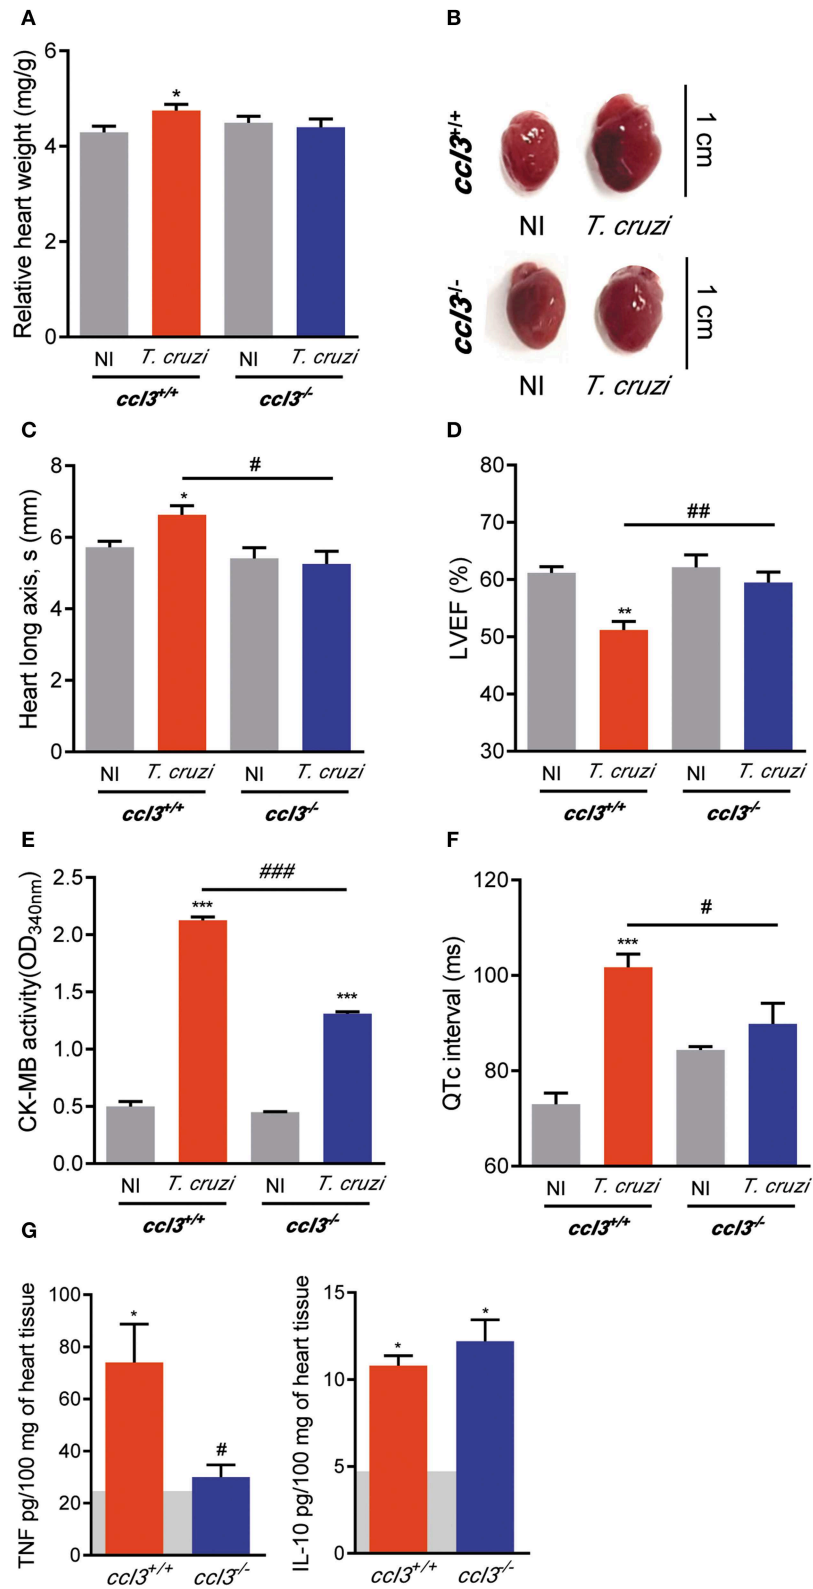 A
Relative heart weight (mg/g)
6
4
2
0
*
NI T. cruzi NI T. cruzi
ccl3+/+ ccl3-/-
B
ccl3+/+
1 cm
NI T. cruzi
ccl3-/-
1 cm
NI T. cruzi
C
Heart long axis, s (mm)
8
6
4
2
0
#
*
NI T. cruzi NI T. cruzi
ccl3+/+ ccl3-/-
D
LVEF (%)
80
70
60
50
40
30
##
**
NI T. cruzi NI T. cruzi
ccl3+/+ ccl3-/-
E
CK-MB activity(OD340nm)
2.5
2.0
1.5
1.0
0.5
0.0
###
***
***
NI T. cruzi NI T. cruzi
ccl3+/+ ccl3-/-
F
QTc interval (ms)
120
100
80
60
#
***
NI T. cruzi NI T. cruzi
ccl3+/+ ccl3-/-
G
TNF pg/100 mg of heart tissue
100
80
60
40
20
0
*
#
ccl3+/+ ccl3-/-
IL-10 pg/100 mg of heart tissue
15
10
5
0
*
*
ccl3+/+ ccl3-/-